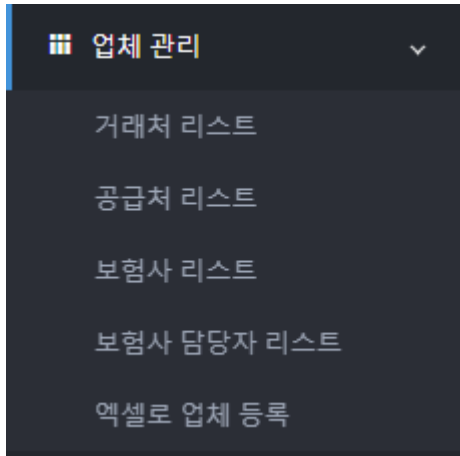 업체 관리
거래처 리스트
공급처 리스트
보험사 리스트
보험사 담당자 리스트
엑셀로 업체 등록